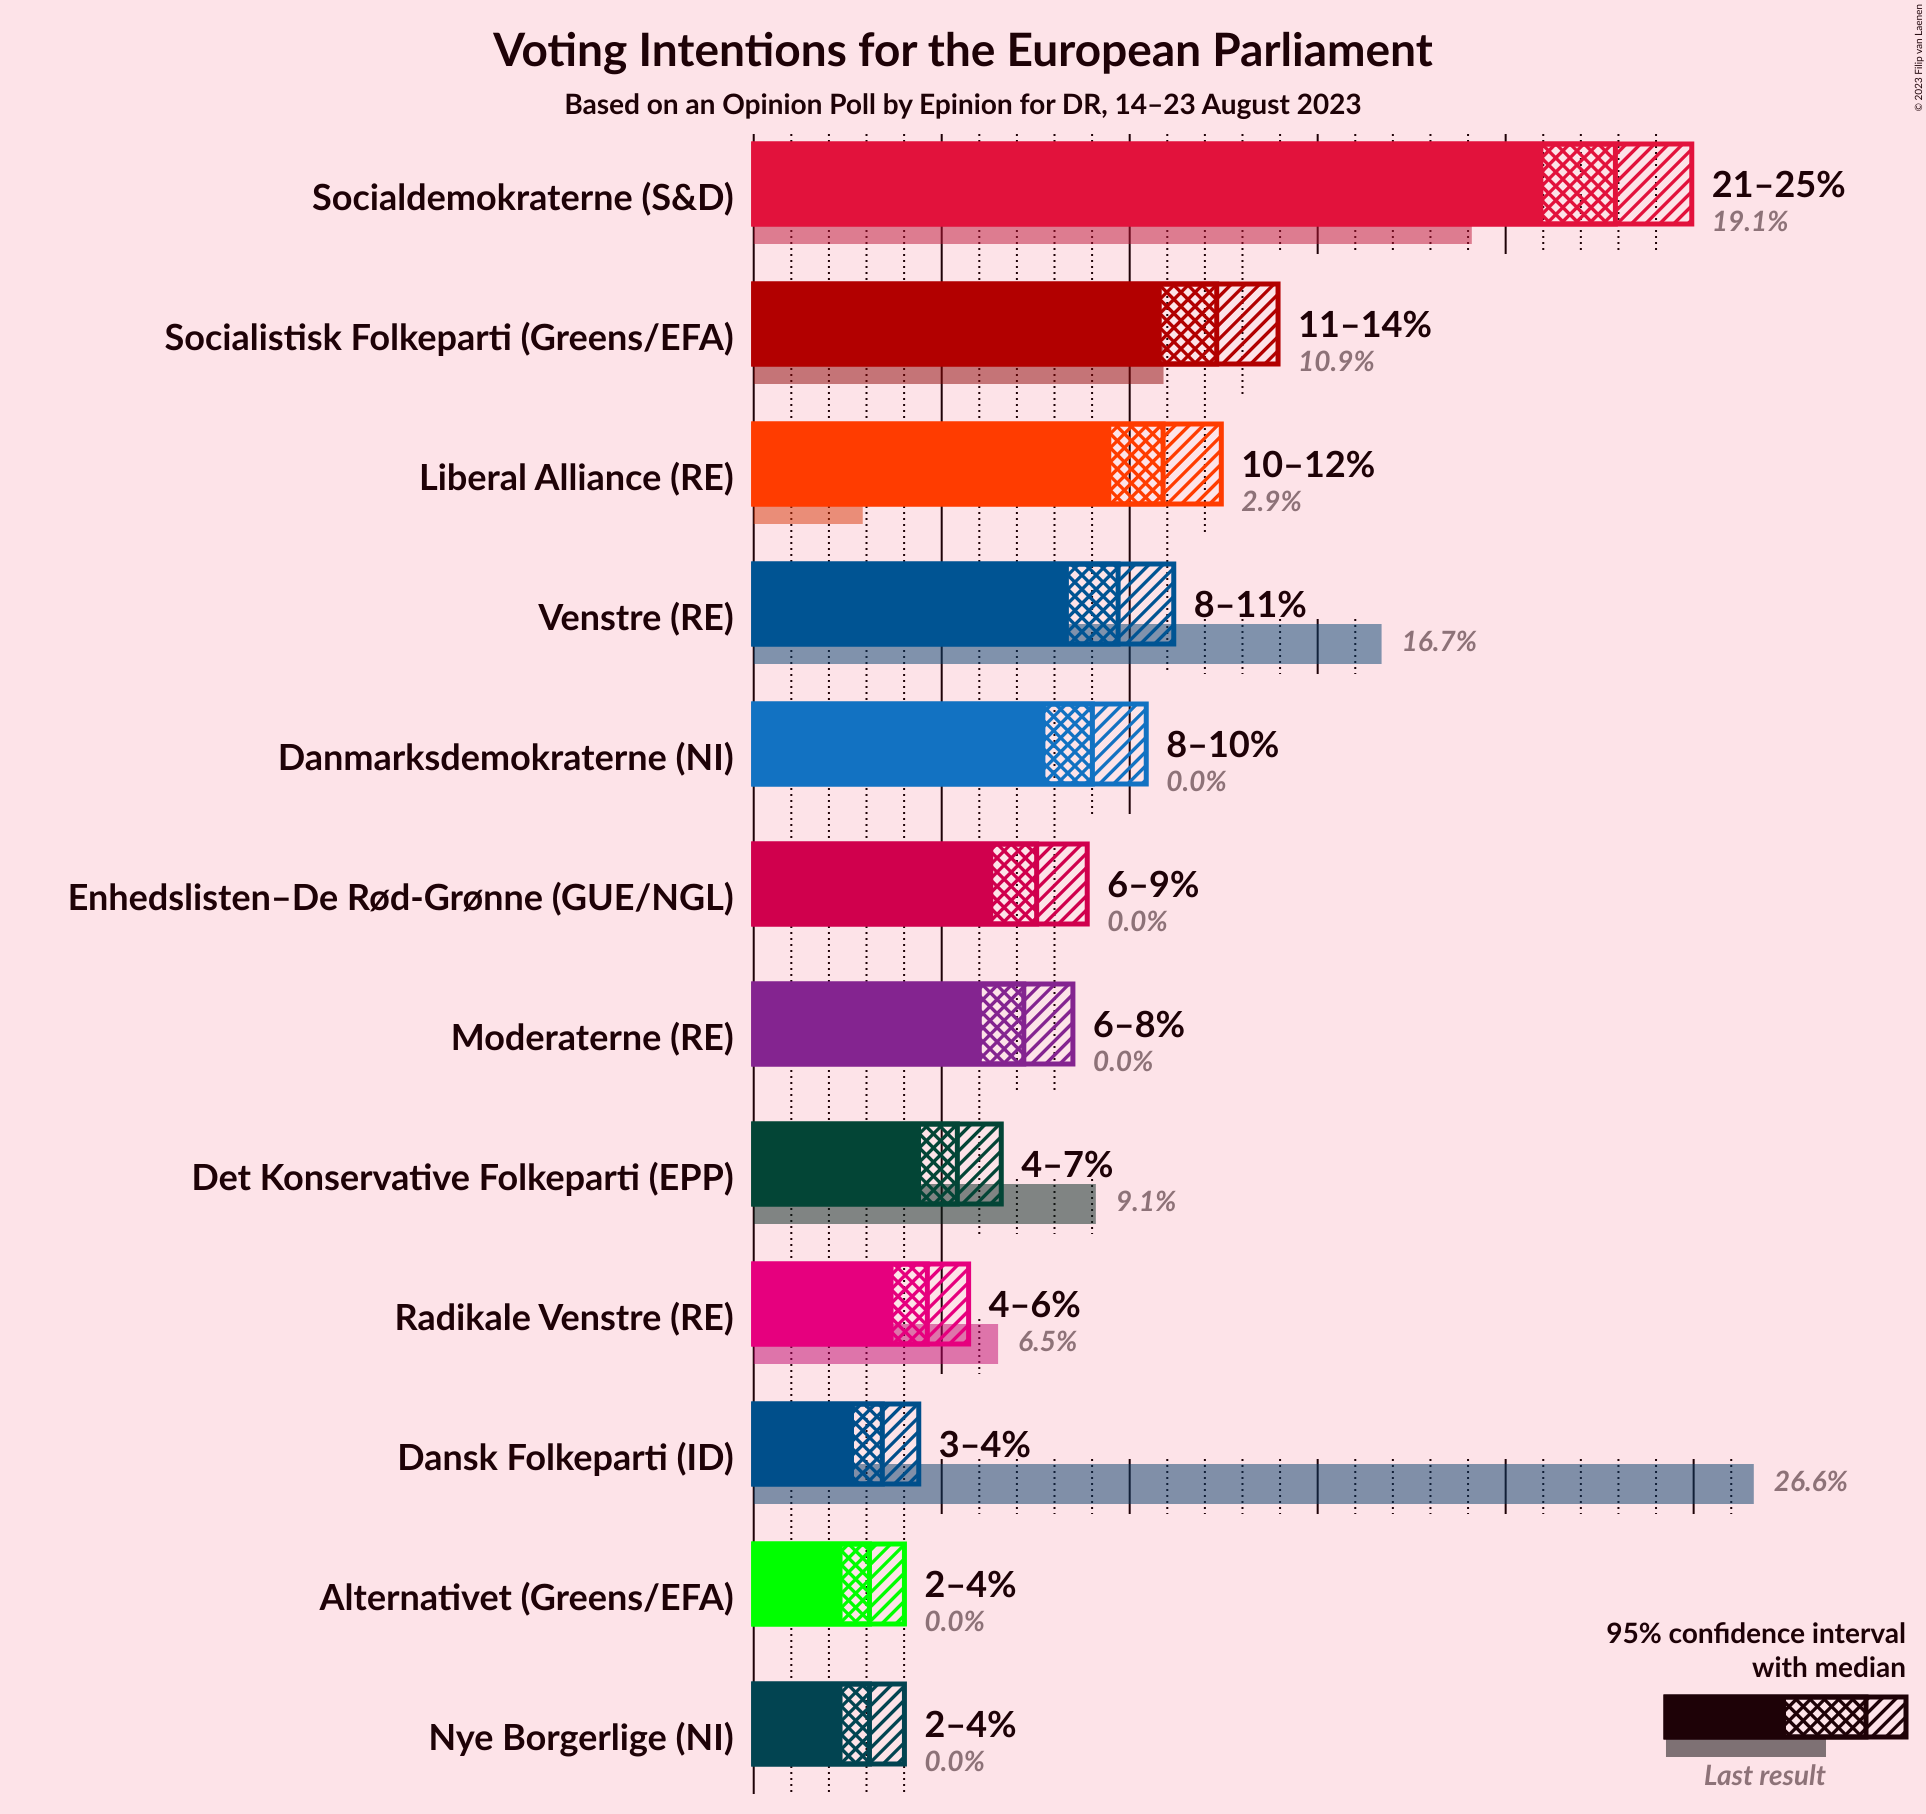 Voting Intentions for the European Parliament
Based on an Opinion Poll by Epinion for DR, 14–23 August 2023
© 2023 Filip van Laenen
Socialdemokraterne (S&D)
21–25%
19.1%
Socialistisk Folkeparti (Greens/EFA)
11–14%
10.9%
Liberal Alliance (RE)
10–12%
2.9%
Venstre (RE)
8–11%
16.7%
Danmarksdemokraterne (NI)
8–10%
0.0%
Enhedslisten–De Rød-Grønne (GUE/NGL)
6–9%
0.0%
Moderaterne (RE)
6–8%
0.0%
Det Konservative Folkeparti (EPP)
4–7%
9.1%
Radikale Venstre (RE)
4–6%
6.5%
Dansk Folkeparti (ID)
3–4%
26.6%
Alternativet (Greens/EFA)
2–4%
0.0%
Nye Borgerlige (NI)
2–4%
0.0%
95% confidence interval
with median
Last result